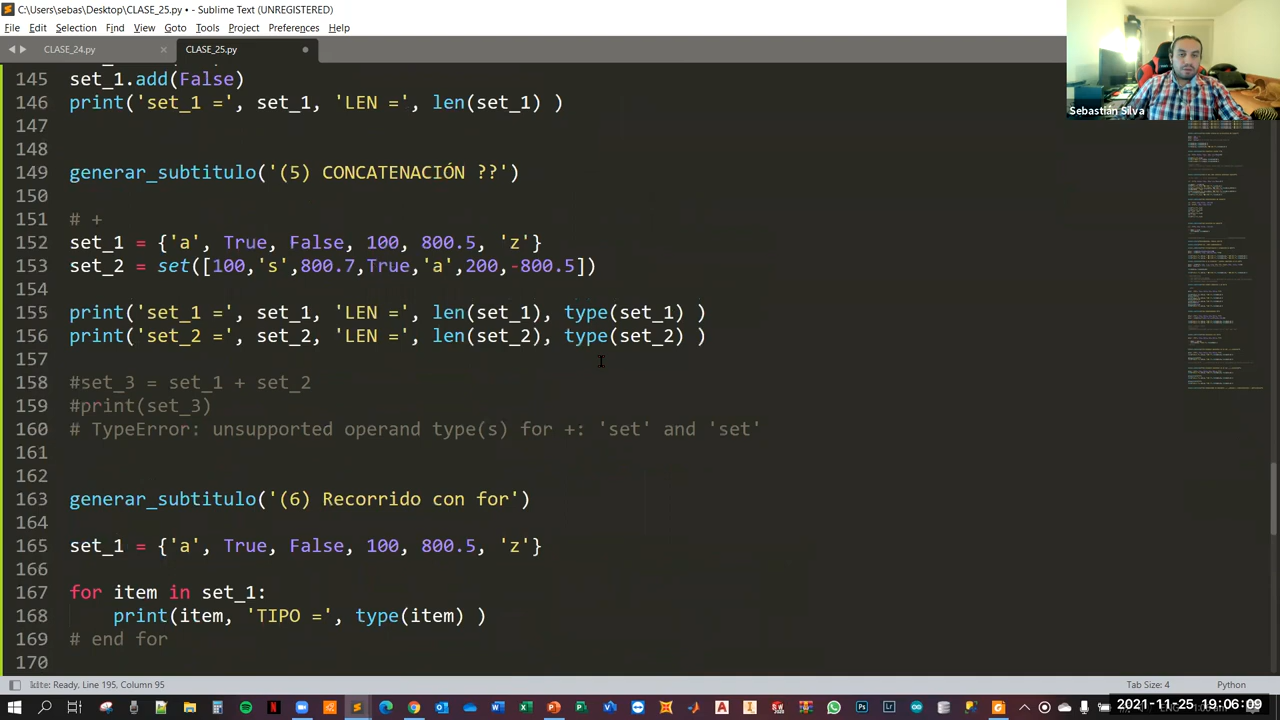 C:\Users\sebas\Desktop\CLASE_25.py • - Sublime Text (UNREGISTERED)
File Edit Selection Find View Goto Tools Project Preferences Help
CLASE_24.py CLASE_25.py
145 set_1.add(False)
146 print('set_1 =', set_1, 'LEN =', len(set_1) )
147
148
149 generar_subtitulo('(5) CONCATENACIÓN ??')
150
151 # +
152 set_1 = {'a', True, False, 100, 800.5, 'z'}
153 set_2 = set([100,'s',800.5,True,'a',0, -300.5])
154
155 print('set_1 =', set_1, 'LEN =', len(set_1), type(set_1) )
156 print('set_2 =', set_2, 'LEN =', len(set_2), type(set_2) )
157
158 #set_3 = set_1 + set_2
159 #print(set_3)
160 # TypeError: unsupported operand type(s) for +: 'set' and 'set'
161
162
163 generar_subtitulo('(6) Recorrido con for')
164
165 set_1 = {'a', True, False, 100, 800.5, 'z'}
166
167 for item in set_1:
168 print(item, 'TIPO =', type(item) )
169 # end for
170
Sebastián Silva
Kite: Ready, Line 195, Column 95 Tab Size: 4 Python
2021-11-25 19:06:09